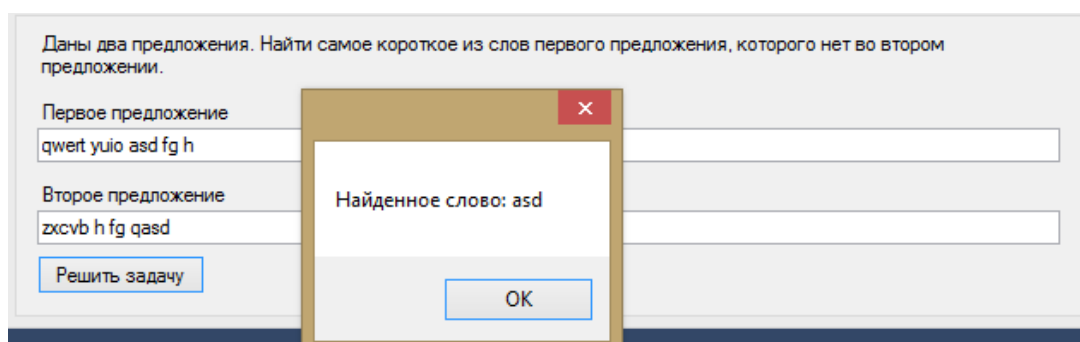 Даны два предложения. Найти самое короткое из слов первого предложения, которого нет во втором
предложении.
Первое предложение
qwert yuio asd fg h
Второе предложение
zxcvb h fg qasd
Решить задачу
Найденное слово: asd
OK